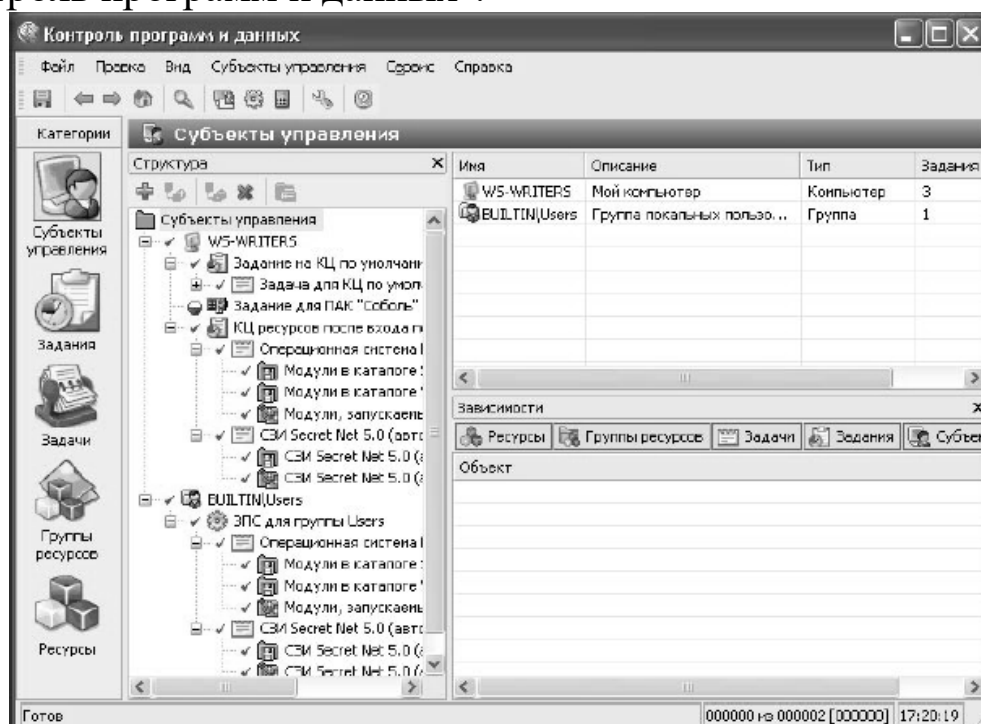 роль программ и данных".
Контроль программ и данных
Файл Правка Вид Субъекты управления Сервис Справка
Категории
Субъекты управления
Субъекты
управления
Задания
Задачи
Группы
ресурсов
Ресурсы
Структура
Субъекты управления
WS-WRITERS
Задание на КЦ по умолчани
Задача для КЦ по умол
Задание для ПАК "Соболь"
КЦ ресурсов после входа п
Операционная система
Модули в каталоге
Модули в каталоге
Модули, запускаемы
СЗИ Secret Net 5.0 (авто
СЗИ Secret Net 5.0 (а
СЗИ Secret Net 5.0 (а
BUILTIN\Users
ЗПС для группы Users
Операционная система
Модули в каталоге
Модули в каталоге
Модули, запускаемы
СЗИ Secret Net 5.0 (авто
СЗИ Secret Net 5.0 (а
СЗИ Secret Net 5.0 (а
Имя Описание Тип Задания
WS-WRITERS Мой компьютер Компьютер 3
BUILTIN\Users Группа локальных пользо... Группа 1
Зависимости
Ресурсы Группы ресурсов Задачи Задания Субъек
Объект
Готов 000000 из 000002 [000000] 17:20:19